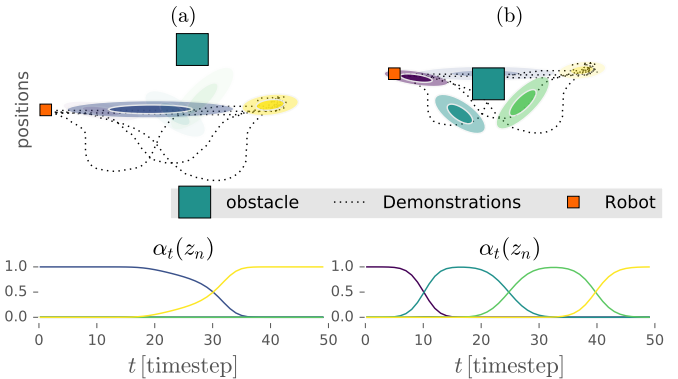 (a) (b)
positions
obstacle Demonstrations Robot
αt(zn) αt(zn)
1.0 1.0
0.5 0.5
0.0 0.0
0 10 20 30 40 50 0 10 20 30 40 50
t [timestep] t [timestep]